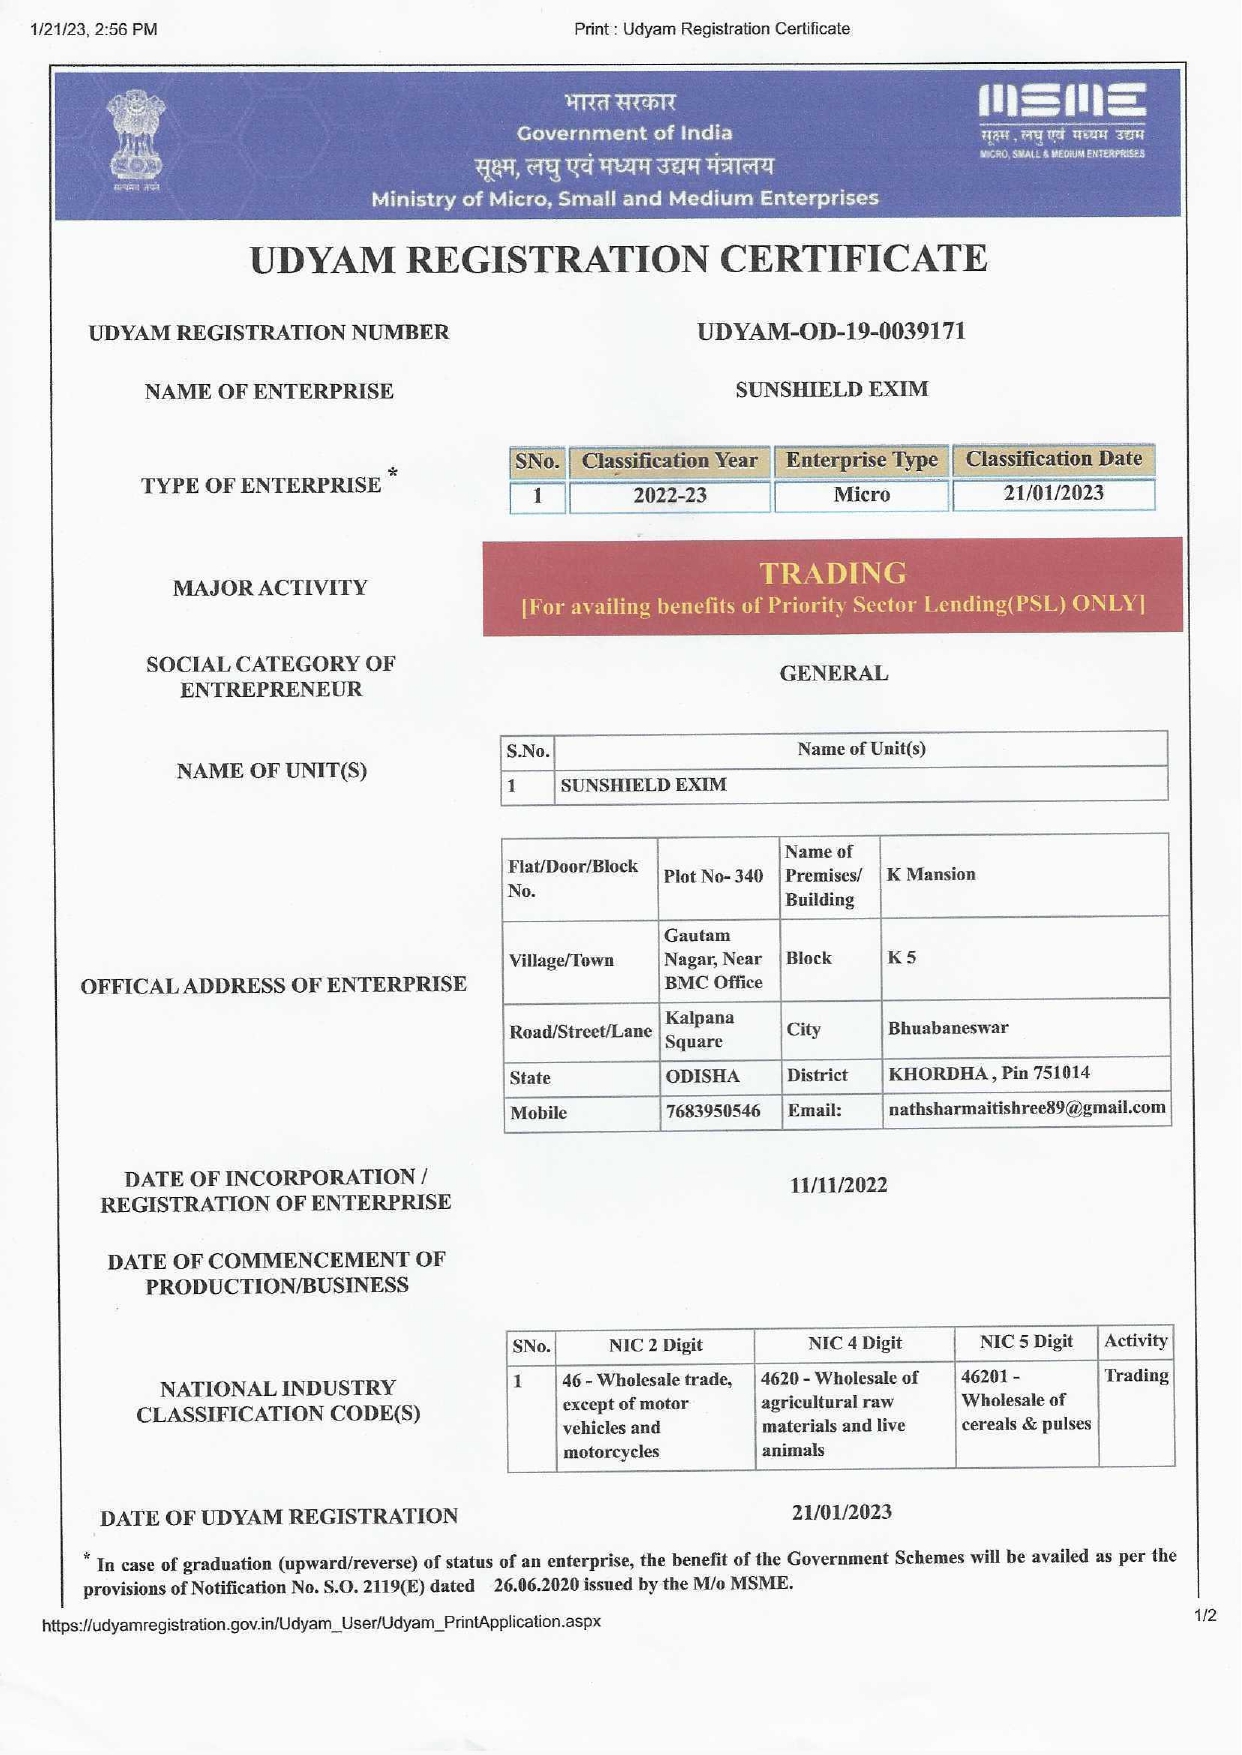 1/21/23, 2:56 PM
Print : Udyam Registration Certificate
भारत सरकार
Government of India
सूक्ष्म, लघु एवं मध्यम उद्यम मंत्रालय
Ministry of Micro, Small and Medium Enterprises
सत्यमेव जयते
MSME
सूक्ष्म, लघु एवं मध्यम उद्यम
MICRO, SMALL & MEDIUM ENTERPRISES
UDYAM REGISTRATION CERTIFICATE
UDYAM REGISTRATION NUMBER
UDYAM-OD-19-0039171
NAME OF ENTERPRISE
SUNSHIELD EXIM
TYPE OF ENTERPRISE *
SNo. Classification Year Enterprise Type Classification Date
1 2022-23 Micro 21/01/2023
MAJOR ACTIVITY
TRADING
[For availing benefits of Priority Sector Lending(PSL) ONLY]
SOCIAL CATEGORY OF
ENTREPRENEUR
GENERAL
NAME OF UNIT(S)
S.No. Name of Unit(s)
1 SUNSHIELD EXIM
OFFICAL ADDRESS OF ENTERPRISE
Flat/Door/Block
No.
Plot No- 340
Name of
Premises/
Building
K Mansion
Village/Town
Gautam
Nagar, Near
BMC Office
Block
K 5
Road/Street/Lane
Kalpana
Square
City
Bhuabaneswar
State
ODISHA
District
KHORDHA , Pin 751014
Mobile
7683950546
Email:
nathsharmaitishree89@gmail.com
DATE OF INCORPORATION /
REGISTRATION OF ENTERPRISE
11/11/2022
DATE OF COMMENCEMENT OF
PRODUCTION/BUSINESS
NATIONAL INDUSTRY
CLASSIFICATION CODE(S)
SNo. NIC 2 Digit NIC 4 Digit NIC 5 Digit Activity
1
46 - Wholesale trade,
except of motor
vehicles and
motorcycles
4620 - Wholesale of
agricultural raw
materials and live
animals
46201 -
Wholesale of
cereals & pulses
Trading
DATE OF UDYAM REGISTRATION
21/01/2023
* In case of graduation (upward/reverse) of status of an enterprise, the benefit of the Government Schemes will be availed as per the
provisions of Notification No. S.O. 2119(E) dated 26.06.2020 issued by the M/o MSME.
https://udyamregistration.gov.in/Udyam_User/Udyam_PrintApplication.aspx
1/2